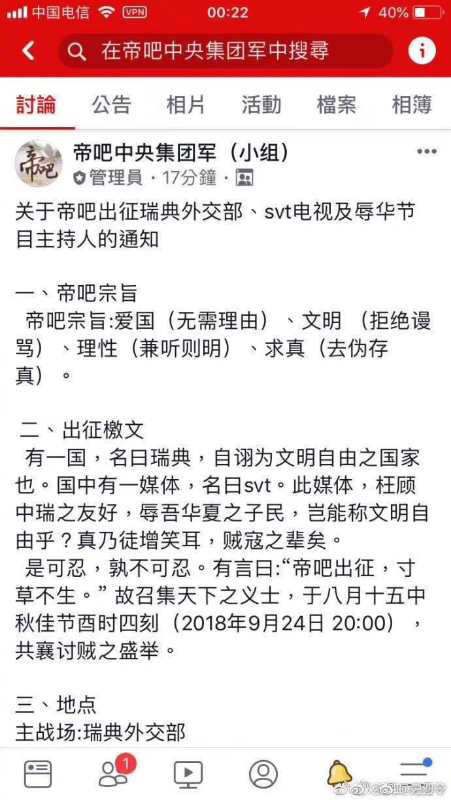 中国电信 VPN 00:22 40%
在帝吧中央集团军中搜尋
討論 公告 相片 活動 檔案 相簿
帝吧
帝吧中央集团军（小组）
管理員 · 17分鐘 ·
关于帝吧出征瑞典外交部、svt电视及辱华节
目主持人的通知
一、帝吧宗旨
帝吧宗旨:爱国（无需理由）、文明 （拒绝谩
骂）、理性（兼听则明）、求真（去伪存
真）。
二、出征檄文
有一国，名曰瑞典，自诩为文明自由之国家
也。国中有一媒体，名曰svt。此媒体，枉顾
中瑞之友好，辱吾华夏之子民，岂能称文明自
由乎？真乃徒增笑耳，贼寇之辈矣。
是可忍，孰不可忍。有言曰:“帝吧出征，寸
草不生。” 故召集天下之义士，于八月十五中
秋佳节酉时四刻（2018年9月24日 20:00），
共襄讨贼之盛举。
三、地点
主战场:瑞典外交部
1